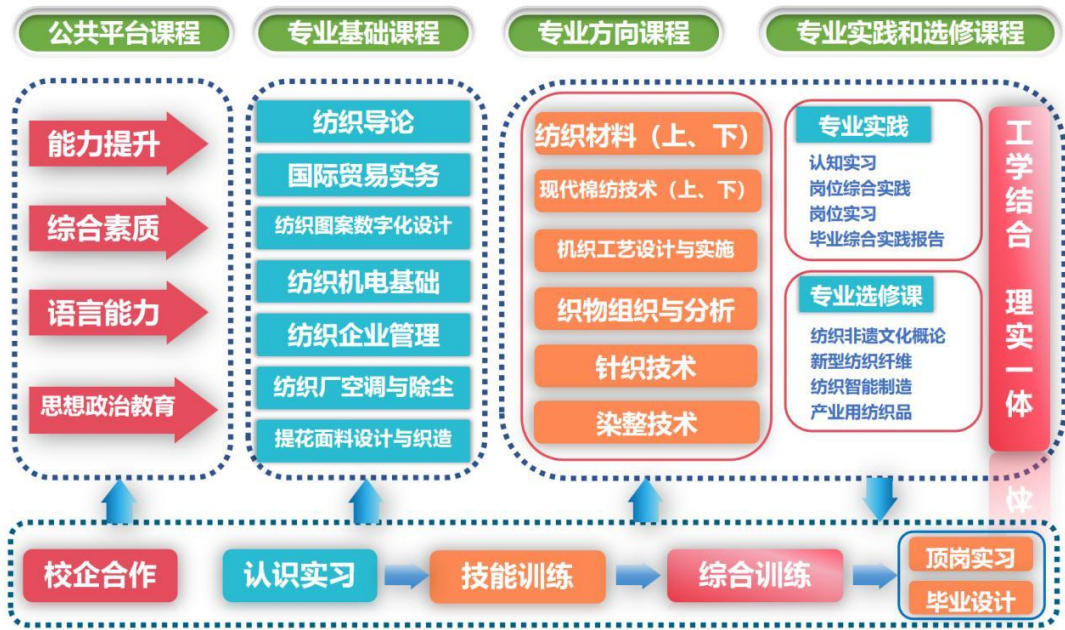 公共平台课程
专业基础课程
专业方向课程
专业实践和选修课程
能力提升
综合素质
语言能力
思想政治教育
纺织导论
国际贸易实务
纺织图案数字化设计
纺织机电基础
纺织企业管理
纺织厂空调与除尘
提花面料设计与织造
纺织材料（上、下）
现代棉纺技术（上、下）
机织工艺设计与实施
织物组织与分析
针织技术
染整技术
专业实践
认知实习
岗位综合实践
岗位实习
毕业综合实践报告
专业选修课
纺织非遗文化概论
新型纺织纤维
纺织智能制造
产业用纺织品
工学结合 理实一体
校企合作
认识实习
技能训练
综合训练
顶岗实习
毕业设计